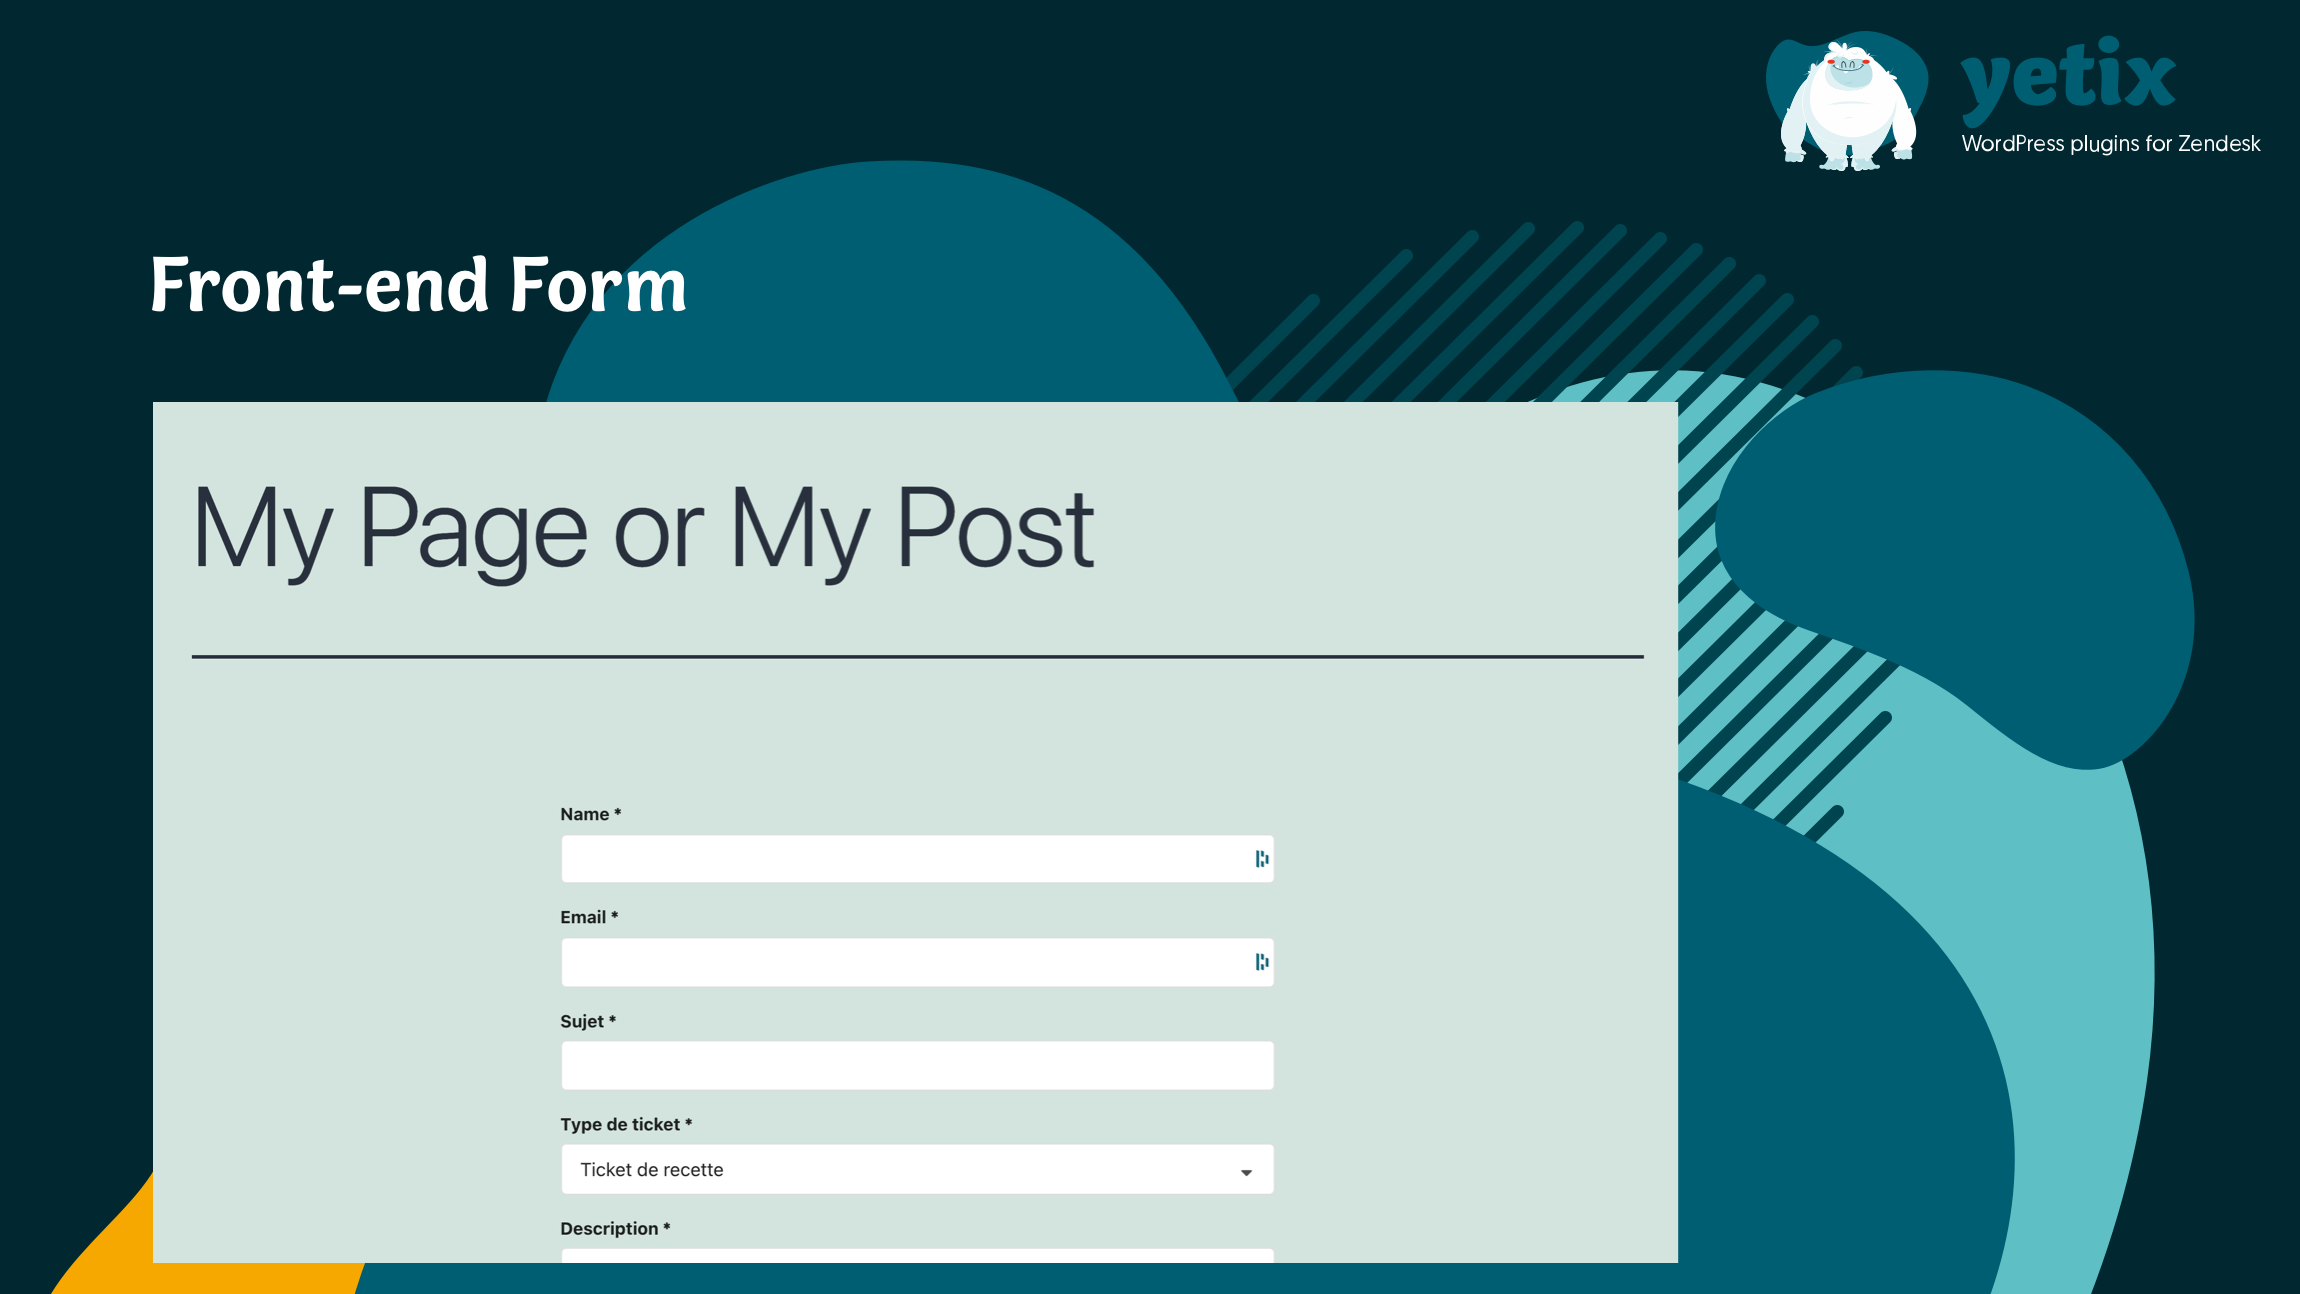 yetix
WordPress plugins for Zendesk
Front-end Form
My Page or My Post
Name *
Email *
Sujet *
Type de ticket *
Ticket de recette
Description *